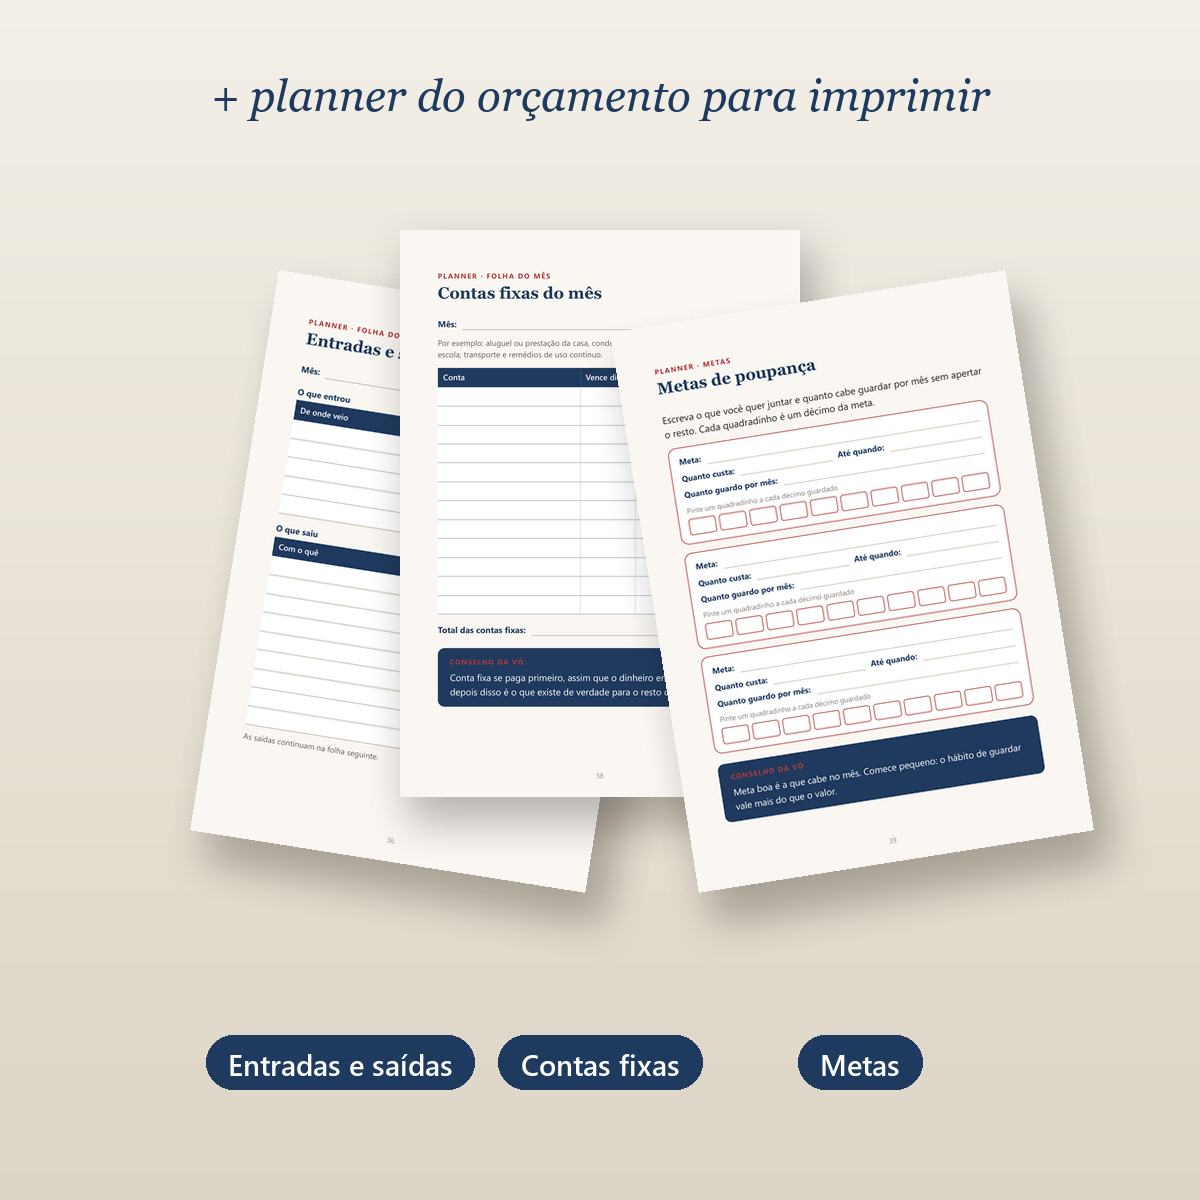 + planner do orçamento para imprimir
PLANNER · FOLHA DO
Entradas e
Mês:
O que entrou
De onde veio
O que saiu
Com o quê
As saídas continuam na folha seguinte.
36
PLANNER · FOLHA DO MÊS
Contas fixas do mês
Mês:
Por exemplo: aluguel ou prestação da casa,
escola, transporte e remédios de uso contínuo.
Conta
Vence
Total das contas fixas:
CONSELHO DA VÓ
Conta fixa se paga primeiro, assim que o dinheiro
depois disso é o que existe de verdade para o resto
38
PLANNER · METAS
Metas de poupança
Escreva o que você quer juntar e quanto cabe guardar por mês sem apertar
o resto. Cada quadradinho é um décimo da meta.
Meta:
Quanto custa: Até quando:
Quanto guardo por mês:
Pinte um quadradinho a cada décimo guardado
Meta:
Quanto custa: Até quando:
Quanto guardo por mês:
Pinte um quadradinho a cada décimo guardado
Meta:
Quanto custa: Até quando:
Quanto guardo por mês:
Pinte um quadradinho a cada décimo guardado
CONSELHO DA VÓ
Meta boa é a que cabe no mês. Comece pequeno: o hábito de guardar
vale mais do que o valor.
39
Entradas e saídas
Contas fixas
Metas